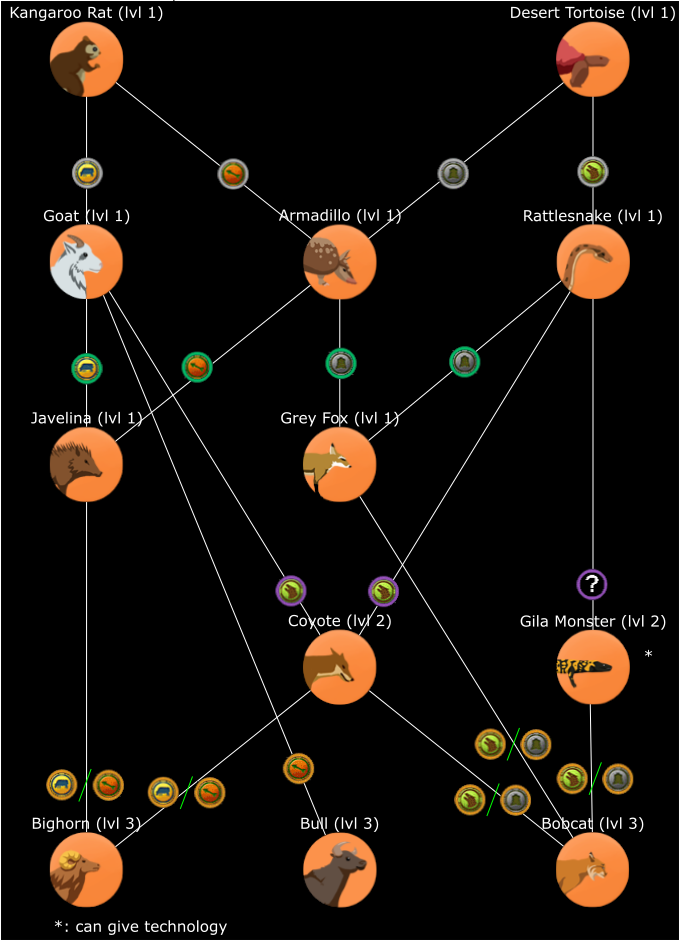 Kangaroo Rat (lvl 1)
Desert Tortoise (lvl 1)
Goat (lvl 1)
Armadillo (lvl 1)
Rattlesnake (lvl 1)
Javelina (lvl 1)
Grey Fox (lvl 1)
?
Coyote (lvl 2)
Gila Monster (lvl 2)
*
/
/
/
/
/
Bighorn (lvl 3)
Bull (lvl 3)
Bobcat (lvl 3)
*: can give technology